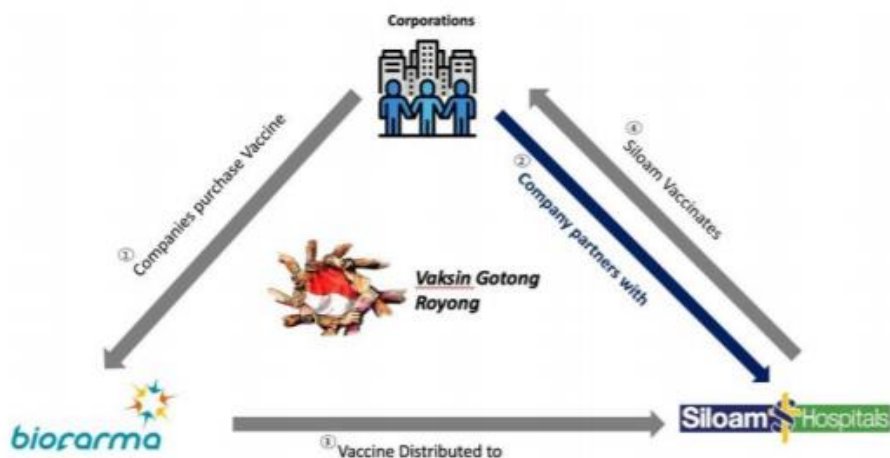 Corporations
① Companies purchase Vaccine
② Company partners with
④ Siloam Vaccinates
Vaksin Gotong
Royong
biofarma
Siloam Hospitals
③ Vaccine Distributed to